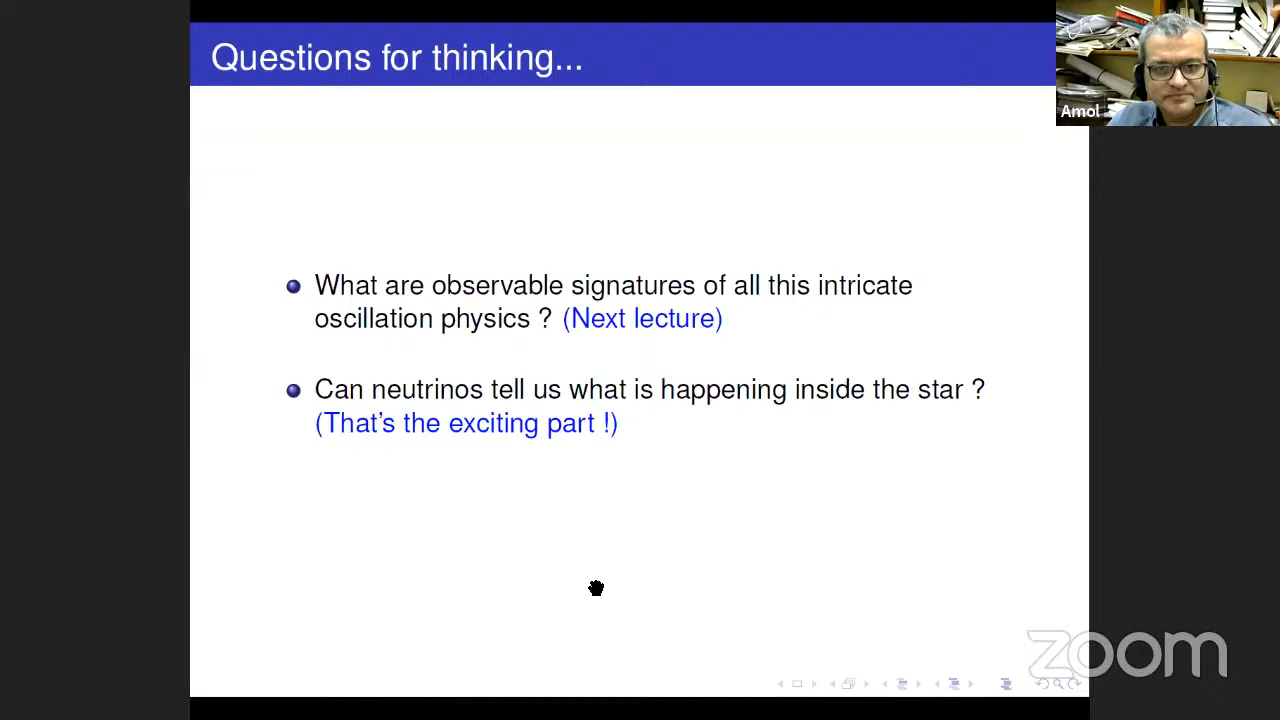 Questions for thinking...
Amol
What are observable signatures of all this intricate
oscillation physics ? (Next lecture)
Can neutrinos tell us what is happening inside the star ?
(That's the exciting part !)
zoom